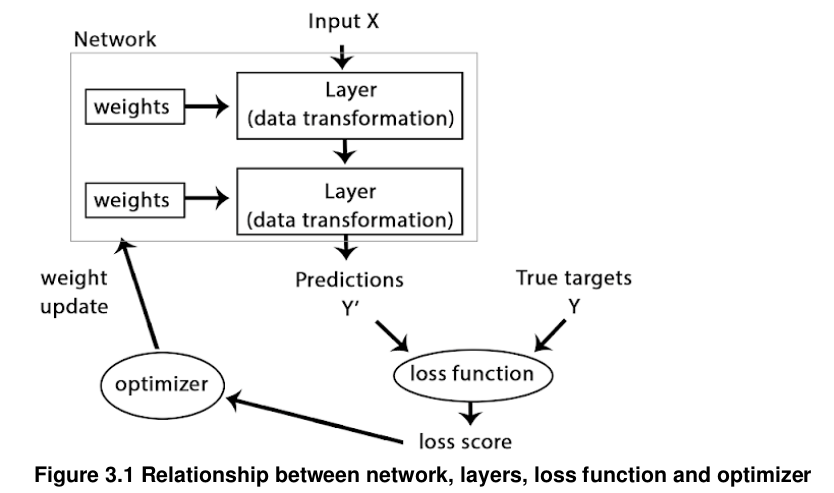 Input X
Network
weights
Layer
(data transformation)
weights
Layer
(data transformation)
weight
update
Predictions
Y′
True targets
Y
optimizer
loss function
loss score
Figure 3.1 Relationship between network, layers, loss function and optimizer